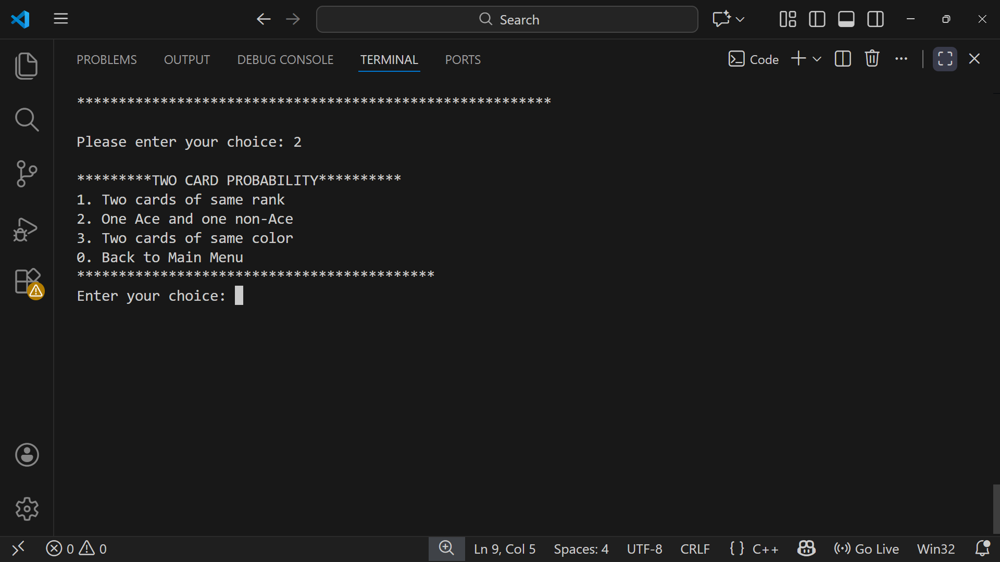 Search
PROBLEMS OUTPUT DEBUG CONSOLE TERMINAL PORTS Code
*********************************************************
Please enter your choice: 2
*********TWO CARD PROBABILITY**********
1. Two cards of same rank
2. One Ace and one non-Ace
3. Two cards of same color
0. Back to Main Menu
*******************************************
Enter your choice:
0 0 Ln 9, Col 5 Spaces: 4 UTF-8 CRLF { } C++ Go Live Win32